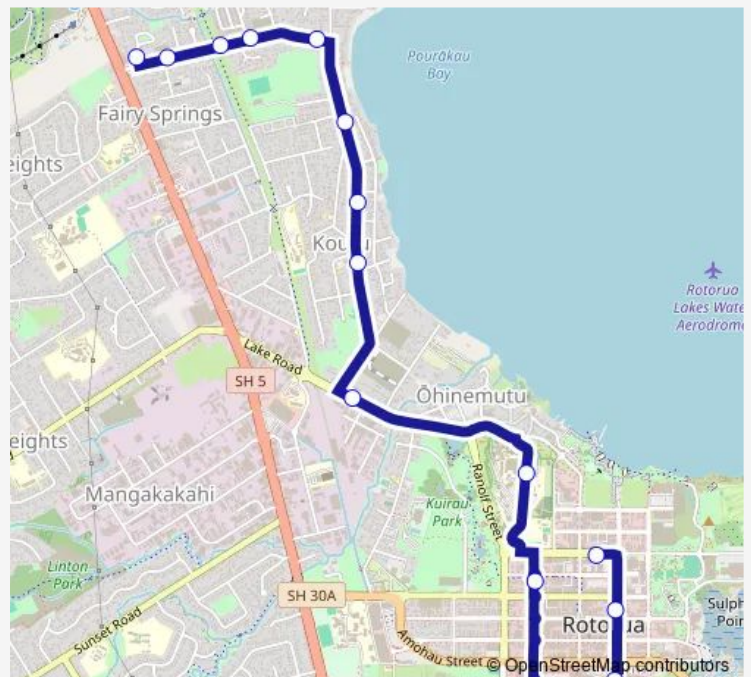 Pourākau
Bay
Fairy Springs
eights
Koutu
Rotorua
Lakes Wate
Aerodrome
Lake Road
SH 5
Ōhinemutu
eights
Mangakakahi
Ranolf Street
Kuirau
Park
Linton
Park
SH 30A
Sunset Road
Rotorua
Sulph
Poin
Amohau Street
© OpenStreetMap contributors